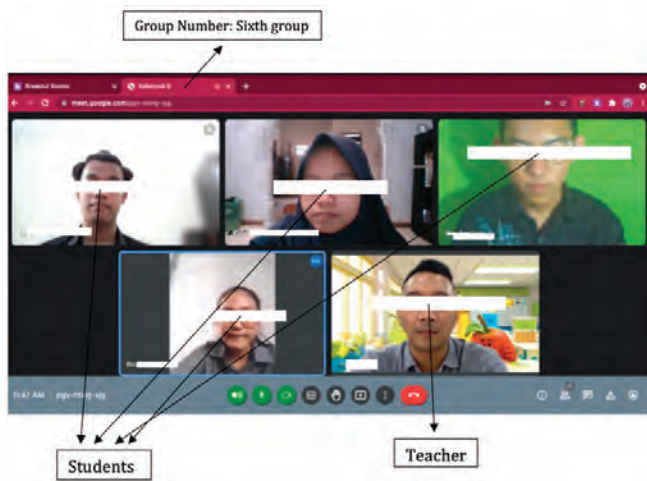 Group Number: Sixth group
Breakout Rooms
meet.google.com
11:47 AM
Students
Teacher